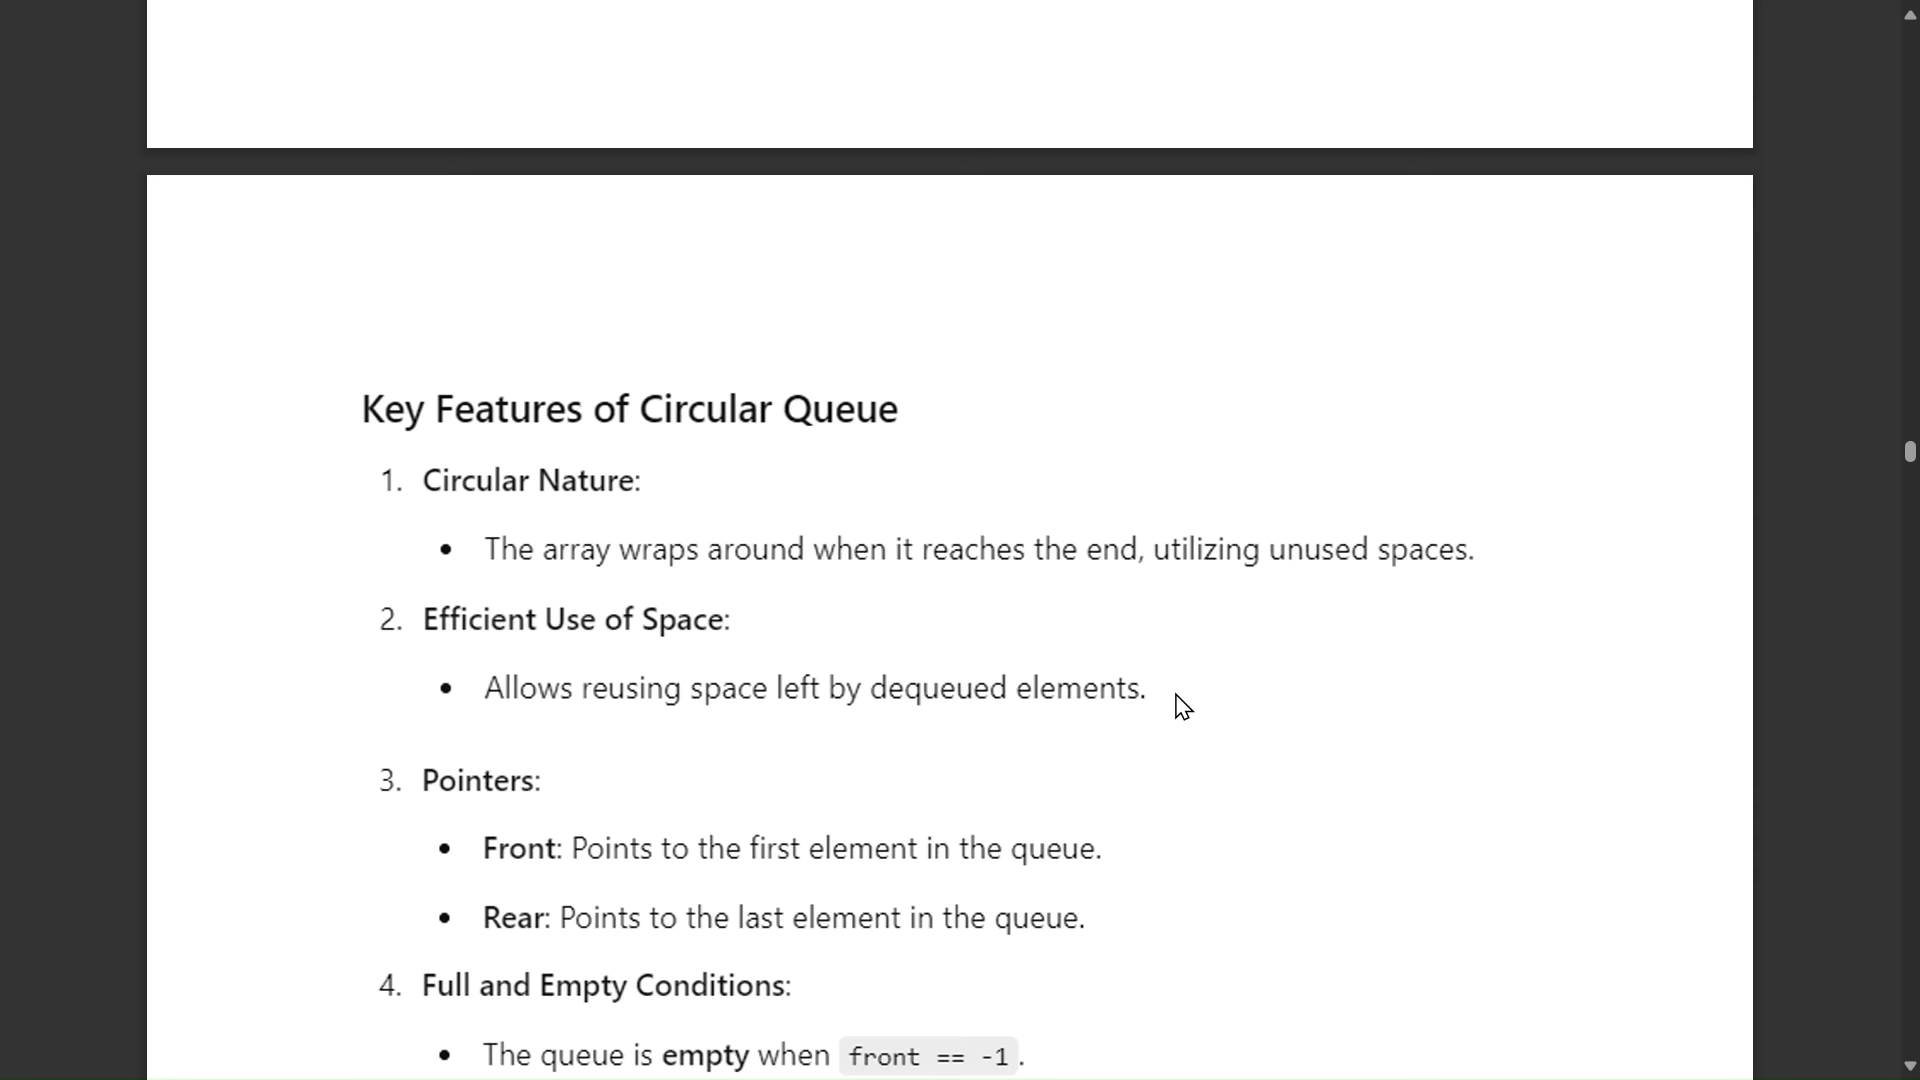 Key Features of Circular Queue
1. Circular Nature:
• The array wraps around when it reaches the end, utilizing unused spaces.
2. Efficient Use of Space:
• Allows reusing space left by dequeued elements.
3. Pointers:
• Front: Points to the first element in the queue.
• Rear: Points to the last element in the queue.
4. Full and Empty Conditions:
• The queue is empty when front == -1.